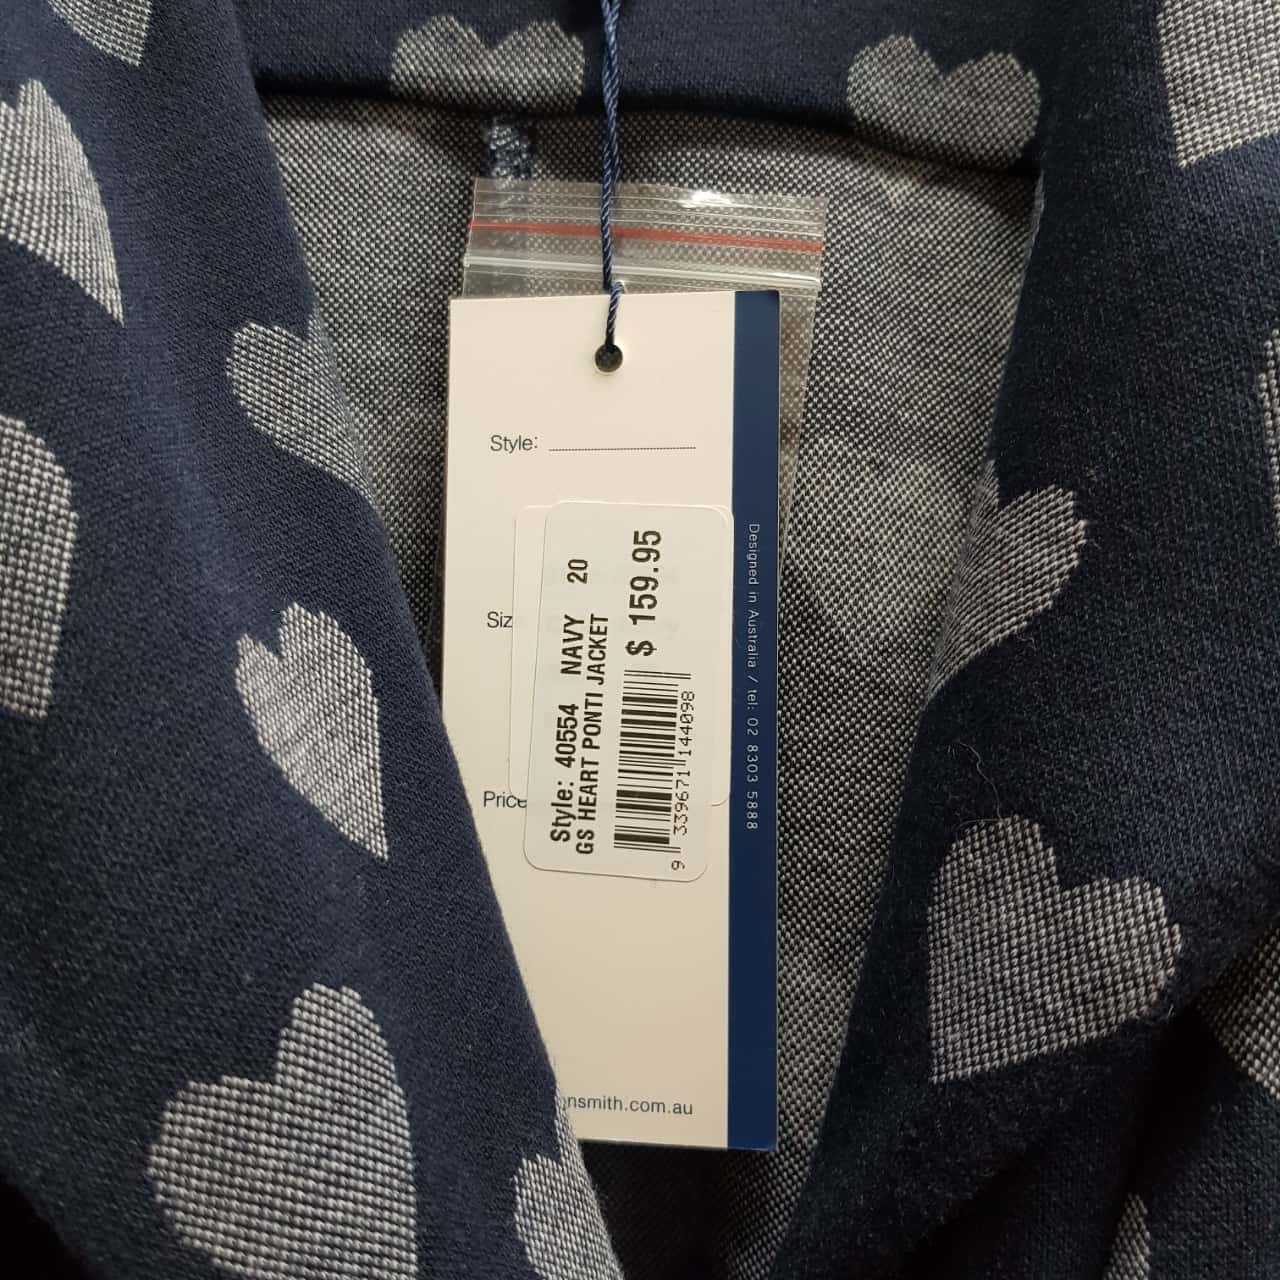 Style:
Siz
Price
Style: 40554 NAVY 20
GS HEART PONTI JACKET
$ 159.95
9 339671 144098
Designed in Australia / tel: 02 8303 5888
nsmith.com.au